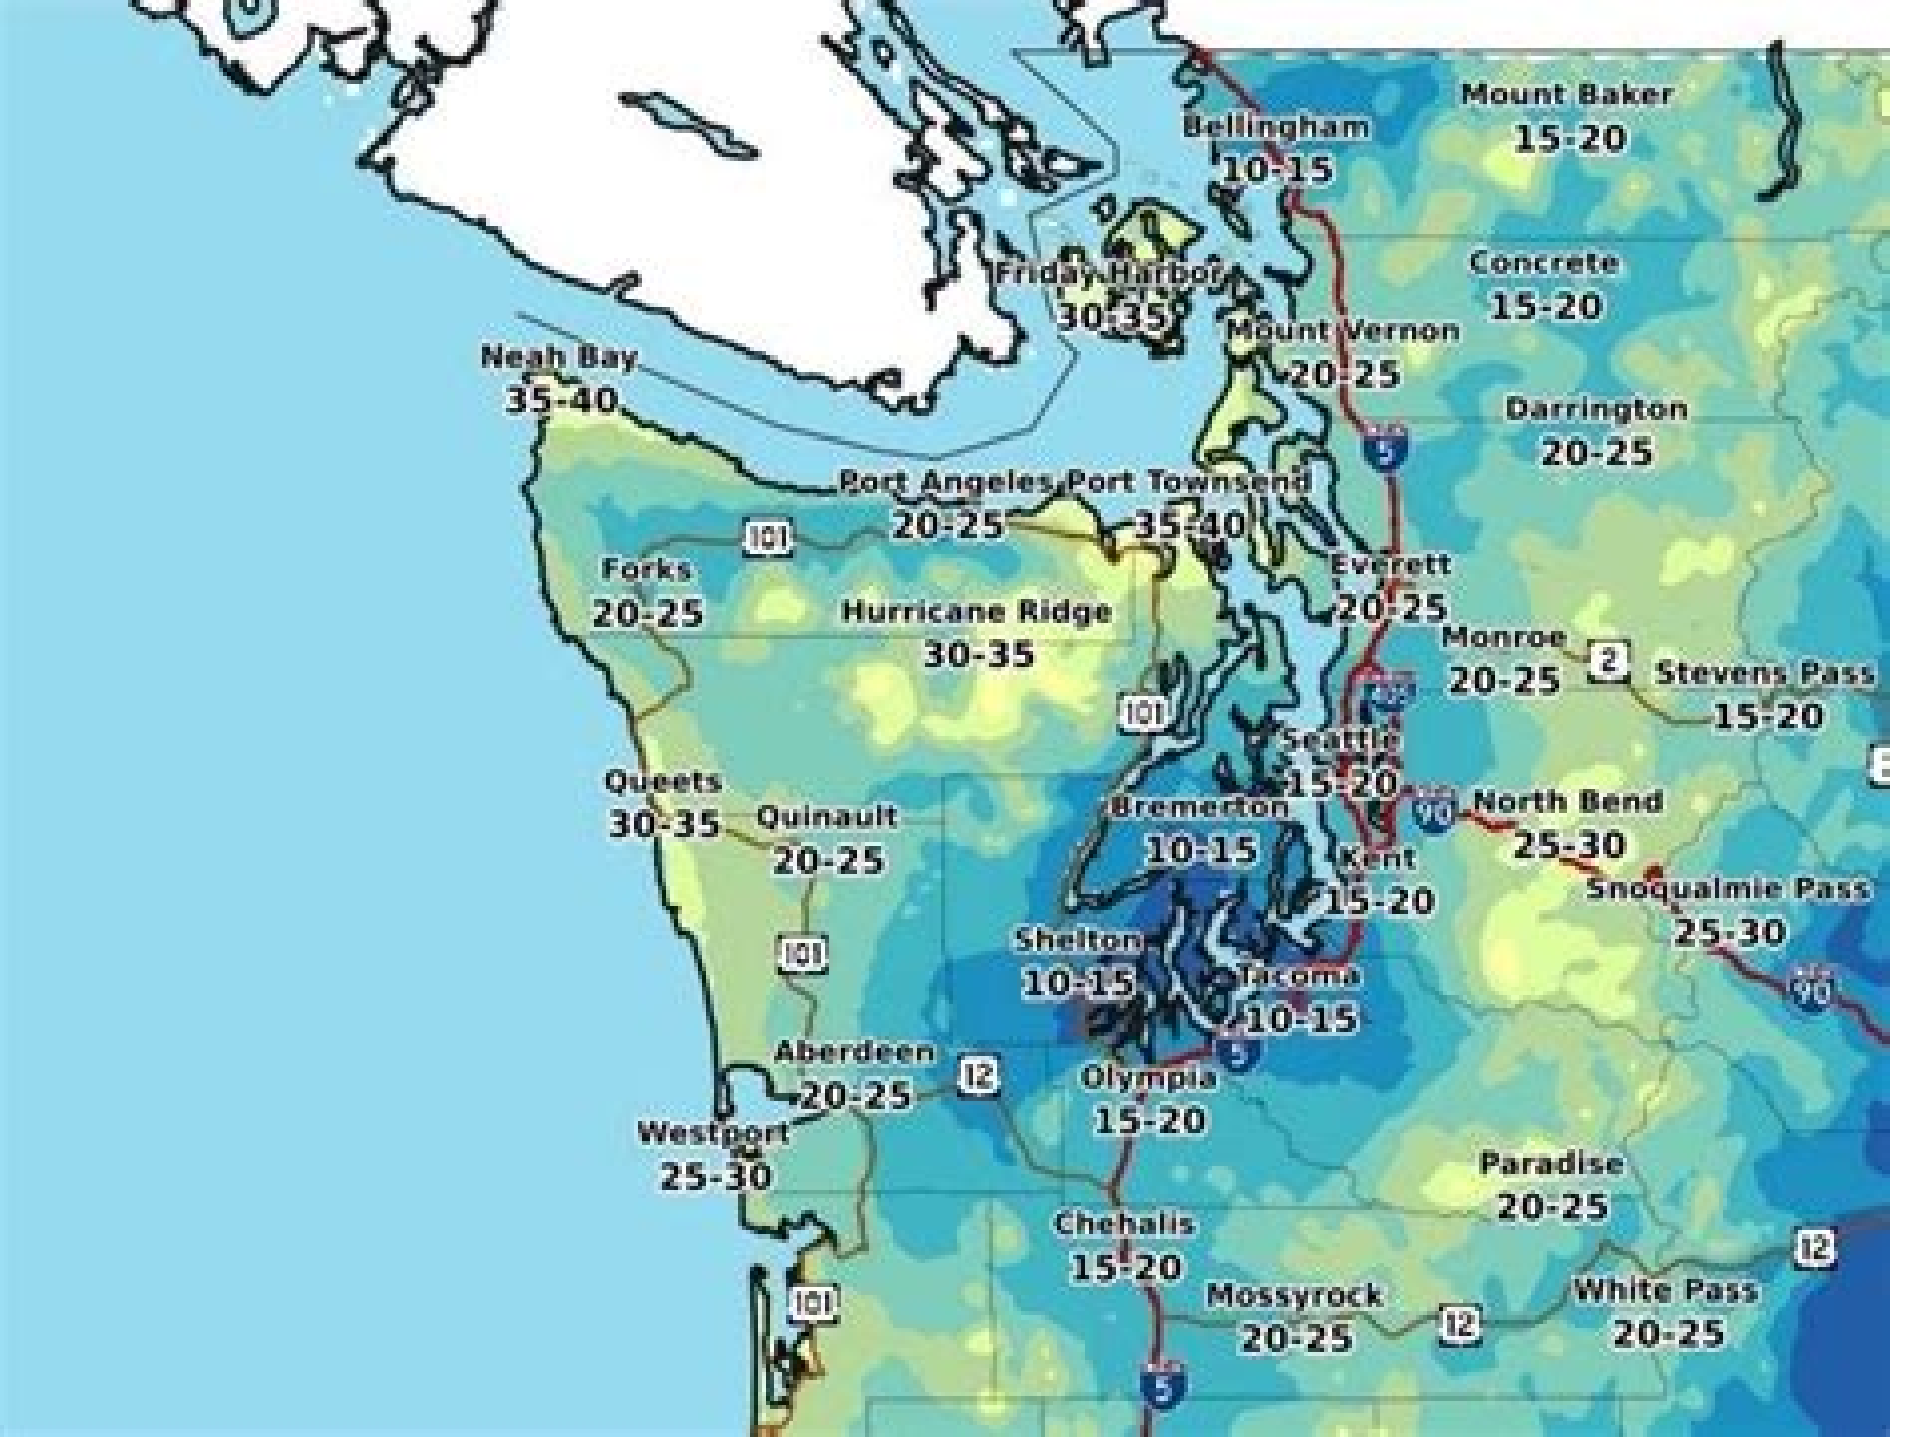 Mount Baker
15-20
Bellingham
10-15
Concrete
15-20
Friday Harbor
30-35
Mount Vernon
20-25
Neah Bay
35-40
Darrington
20-25
5
Port Angeles
20-25
Port Townsend
35-40
101
Forks
20-25
Everett
20-25
Hurricane Ridge
30-35
Monroe
20-25
2
Stevens Pass
15-20
101
Seattle
15-20
Queets
30-35
Quinault
20-25
Bremerton
10-15
90
North Bend
25-30
Kent
15-20
Snoqualmie Pass
25-30
Shelton
10-15
101
Tacoma
10-15
90
5
Aberdeen
20-25
12
Olympia
15-20
Westport
25-30
Paradise
20-25
Chehalis
15-20
12
101
Mossyrock
20-25
12
White Pass
20-25
5